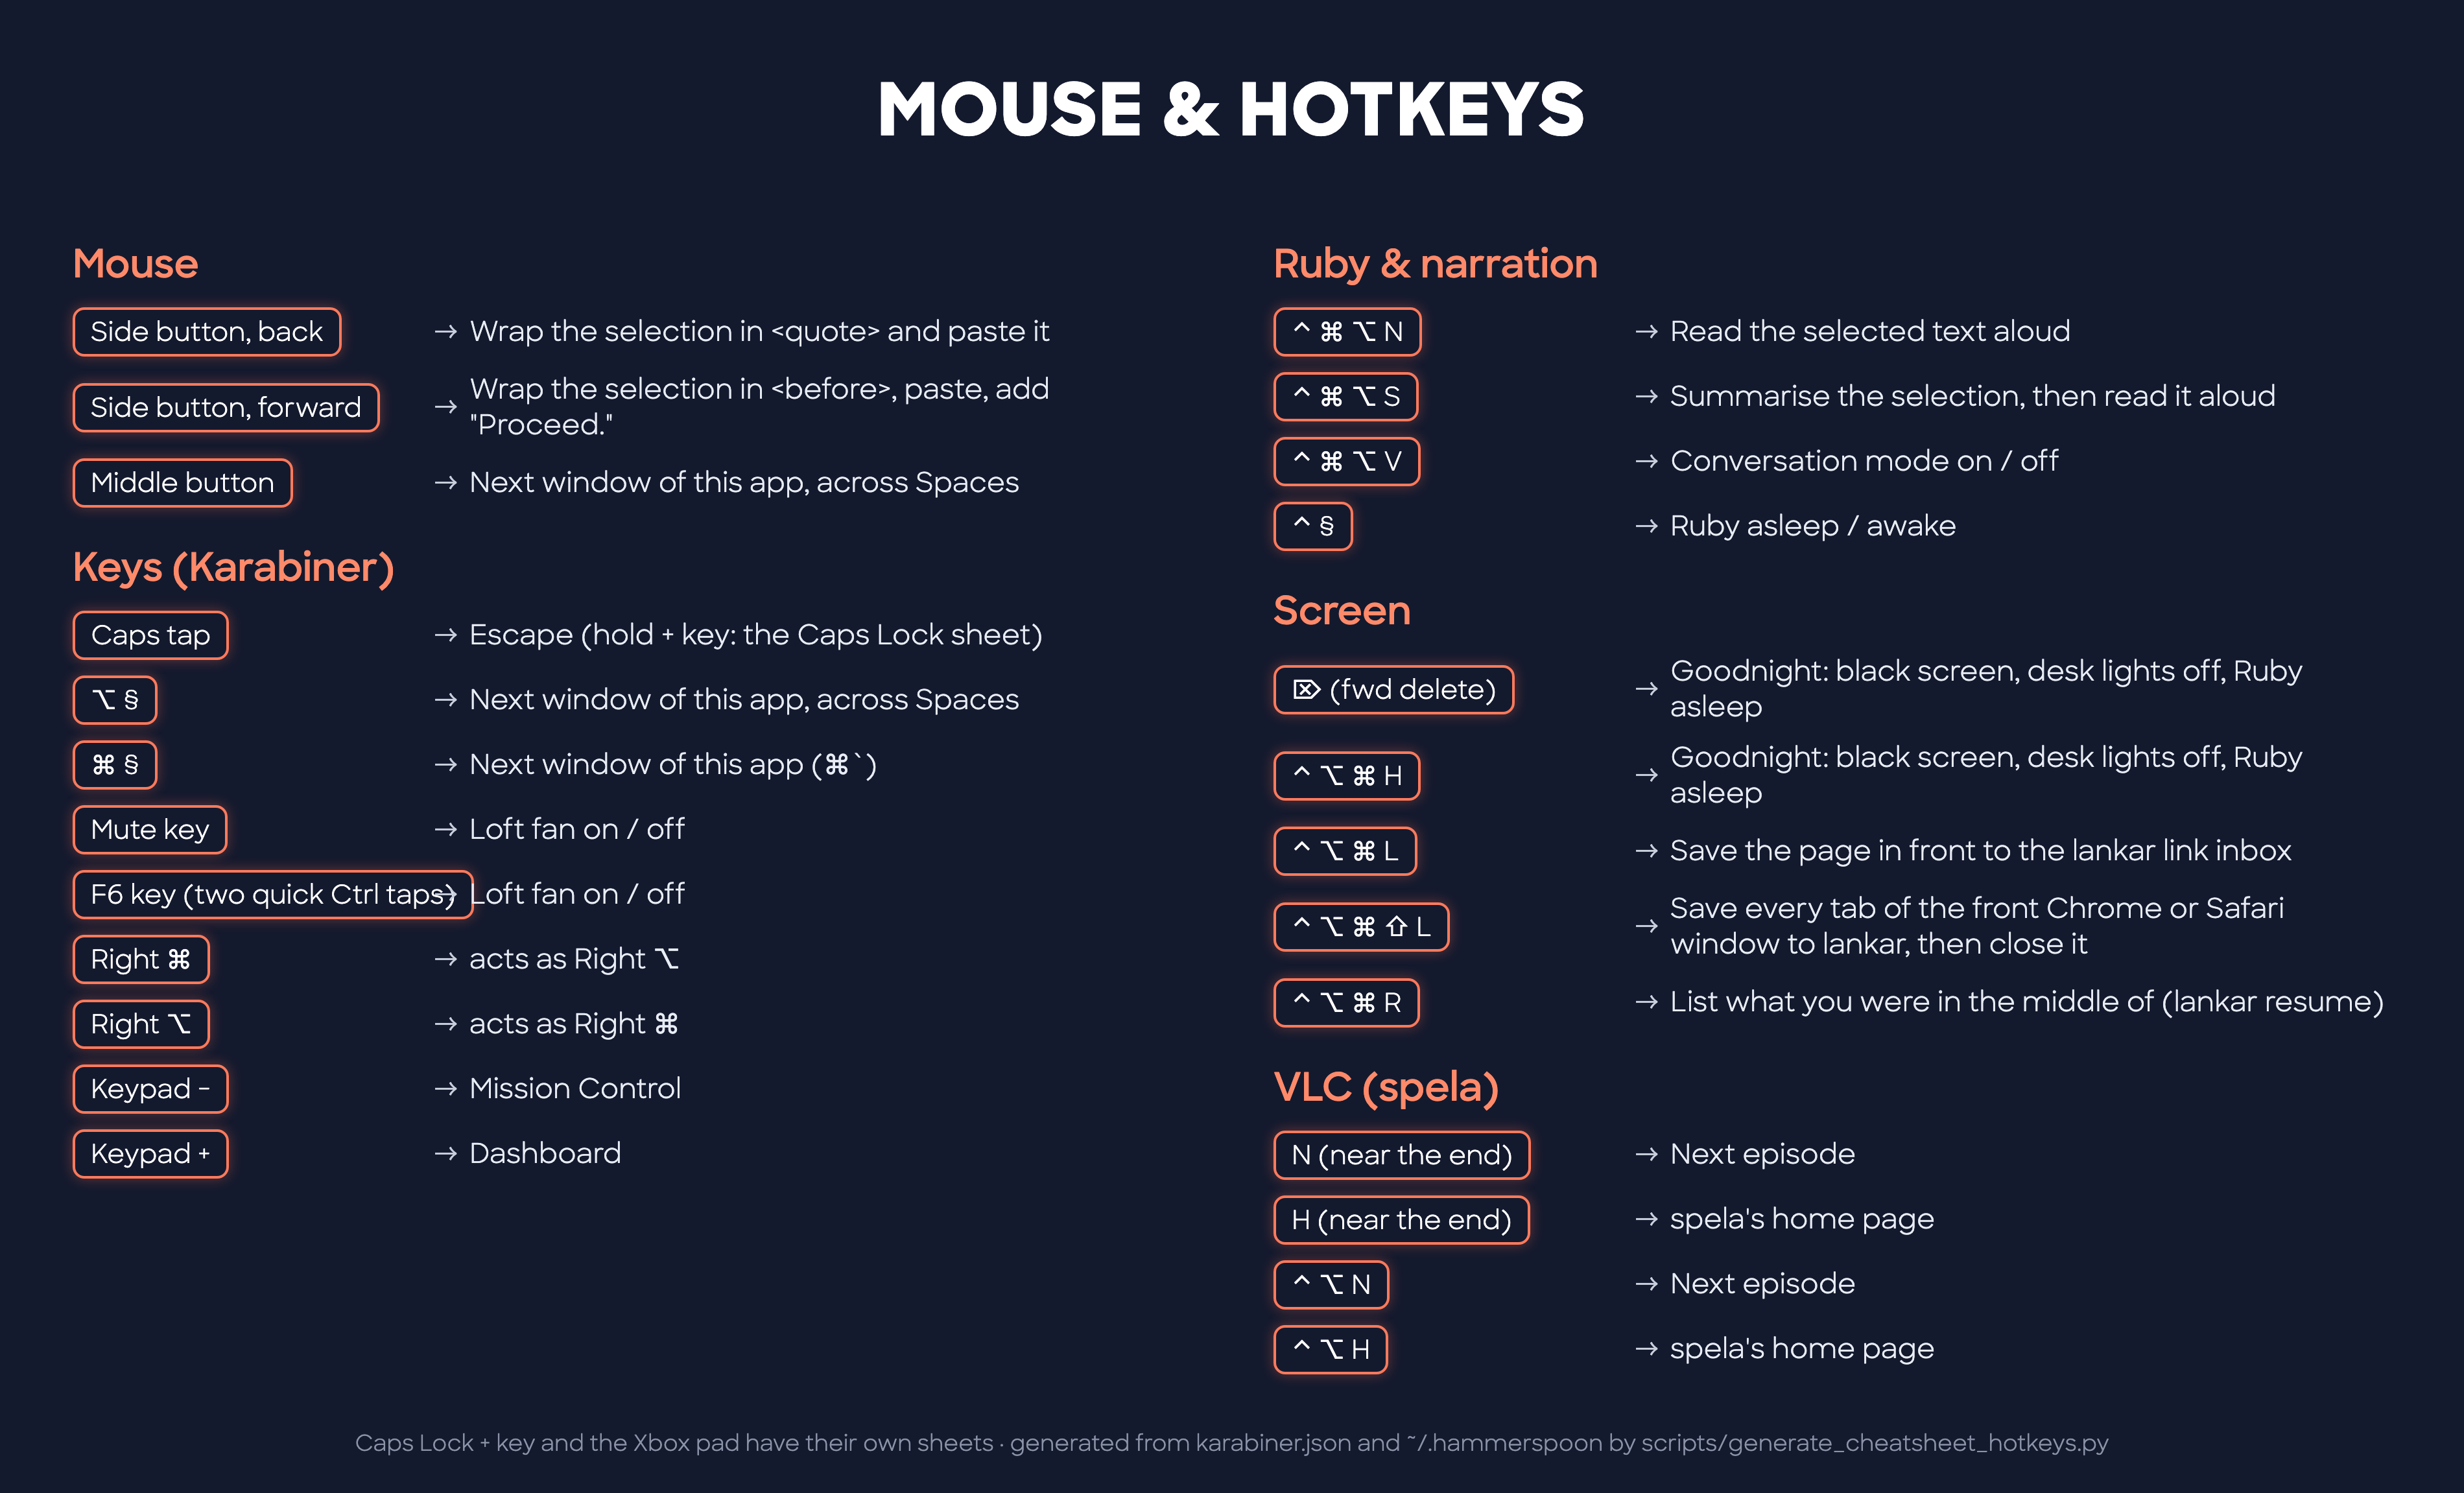 MOUSE & HOTKEYS
Mouse
Side button, back → Wrap the selection in <quote> and paste it
Side button, forward → Wrap the selection in <before>, paste, add
"Proceed."
Middle button → Next window of this app, across Spaces
Keys (Karabiner)
Caps tap → Escape (hold + key: the Caps Lock sheet)
⌥ § → Next window of this app, across Spaces
⌘ § → Next window of this app (⌘`)
Mute key → Loft fan on / off
F6 key (two quick Ctrl taps) → Loft fan on / off
Right ⌘ → acts as Right ⌥
Right ⌥ → acts as Right ⌘
Keypad − → Mission Control
Keypad + → Dashboard
Ruby & narration
^ ⌘ ⌥ N → Read the selected text aloud
^ ⌘ ⌥ S → Summarise the selection, then read it aloud
^ ⌘ ⌥ V → Conversation mode on / off
^ § → Ruby asleep / awake
Screen
⌦ (fwd delete) → Goodnight: black screen, desk lights off, Ruby
asleep
^ ⌥ ⌘ H → Goodnight: black screen, desk lights off, Ruby
asleep
^ ⌥ ⌘ L → Save the page in front to the lankar link inbox
^ ⌥ ⌘ ⇧ L → Save every tab of the front Chrome or Safari
window to lankar, then close it
^ ⌥ ⌘ R → List what you were in the middle of (lankar resume)
VLC (spela)
N (near the end) → Next episode
H (near the end) → spela's home page
^ ⌥ N → Next episode
^ ⌥ H → spela's home page
Caps Lock + key and the Xbox pad have their own sheets · generated from karabiner.json and ~/.hammerspoon by scripts/generate_cheatsheet_hotkeys.py